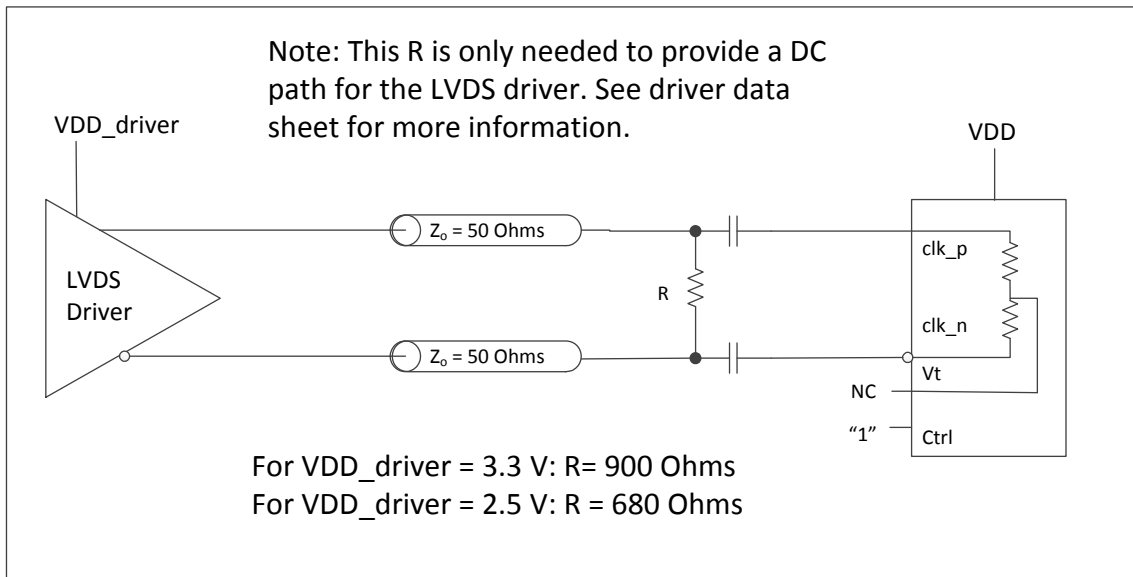 Note: This R is only needed to provide a DC
path for the LVDS driver. See driver data
sheet for more information.
VDD_driver
VDD
Zₒ = 50 Ohms
clk_p
LVDS
Driver
R
clk_n
Zₒ = 50 Ohms
Vt
NC
“1”
Ctrl
For VDD_driver = 3.3 V: R= 900 Ohms
For VDD_driver = 2.5 V: R = 680 Ohms